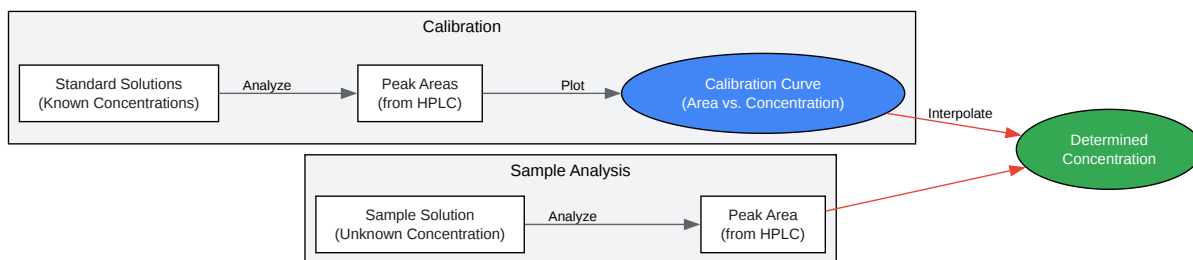 Calibration
Standard Solutions
(Known Concentrations)
Analyze
Peak Areas
(from HPLC)
Plot
Calibration Curve
(Area vs. Concentration)
Interpolate
Determined
Concentration
Sample Analysis
Sample Solution
(Unknown Concentration)
Analyze
Peak Area
(from HPLC)